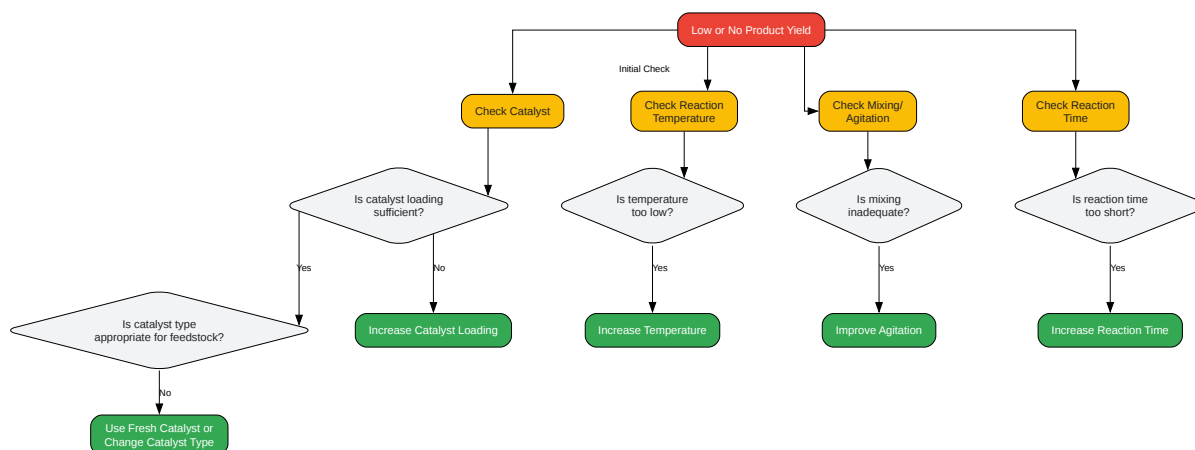 Low or No Product Yield
Initial Check
Check Catalyst
Check Reaction
Temperature
Check Mixing/
Agitation
Check Reaction
Time
Is catalyst loading
sufficient?
Is temperature
too low?
Is mixing
inadequate?
Is reaction time
too short?
Yes
No
Yes
Yes
Yes
Is catalyst type
appropriate for feedstock?
Increase Catalyst Loading
Increase Temperature
Improve Agitation
Increase Reaction Time
No
Use Fresh Catalyst or
Change Catalyst Type